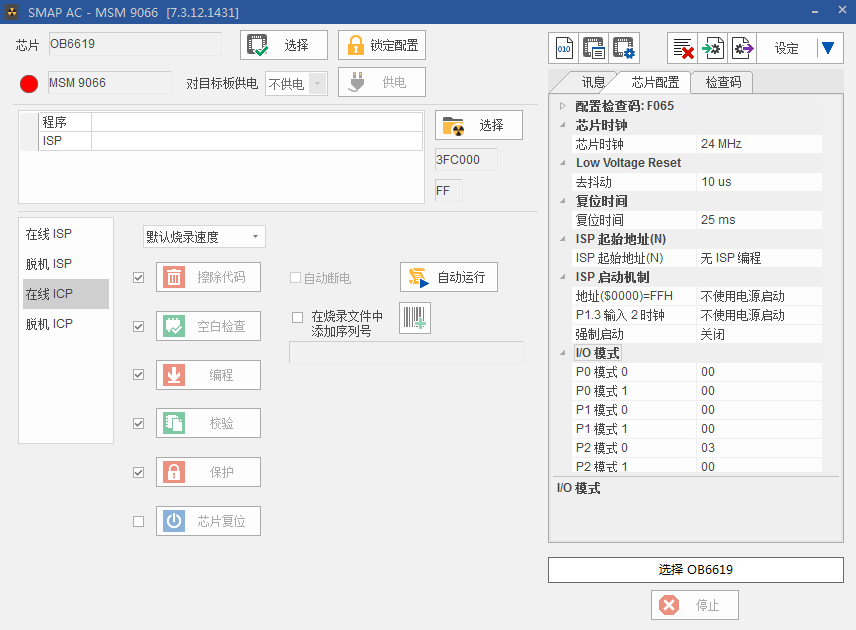 SMAP AC - MSM 9066 [7.3.12.1431]
芯片 OB6619 选择 锁定配置
MSM 9066 对目标板供电 不供电 供电
程序
ISP
选择
3FC000
FF
在线 ISP
脱机 ISP
在线 ICP
脱机 ICP
默认烧录速度
擦除代码
空白检查
编程
校验
保护
芯片复位
自动断电
自动运行
在烧录文件中
添加序列号
010
设定
讯息 芯片配置 检查码
配置检查码: F065
芯片时钟
芯片时钟 24 MHz
Low Voltage Reset
去抖动 10 us
复位时间
复位时间 25 ms
ISP 起始地址(N)
ISP 起始地址(N) 无 ISP 编程
ISP 启动机制
地址($0000)=FFH 不使用电源启动
P1.3 输入 2 时钟 不使用电源启动
强制启动 关闭
I/O 模式
P0 模式 0 00
P0 模式 1 00
P1 模式 0 00
P1 模式 1 00
P2 模式 0 03
P2 模式 1 00
I/O 模式
选择 OB6619
停止